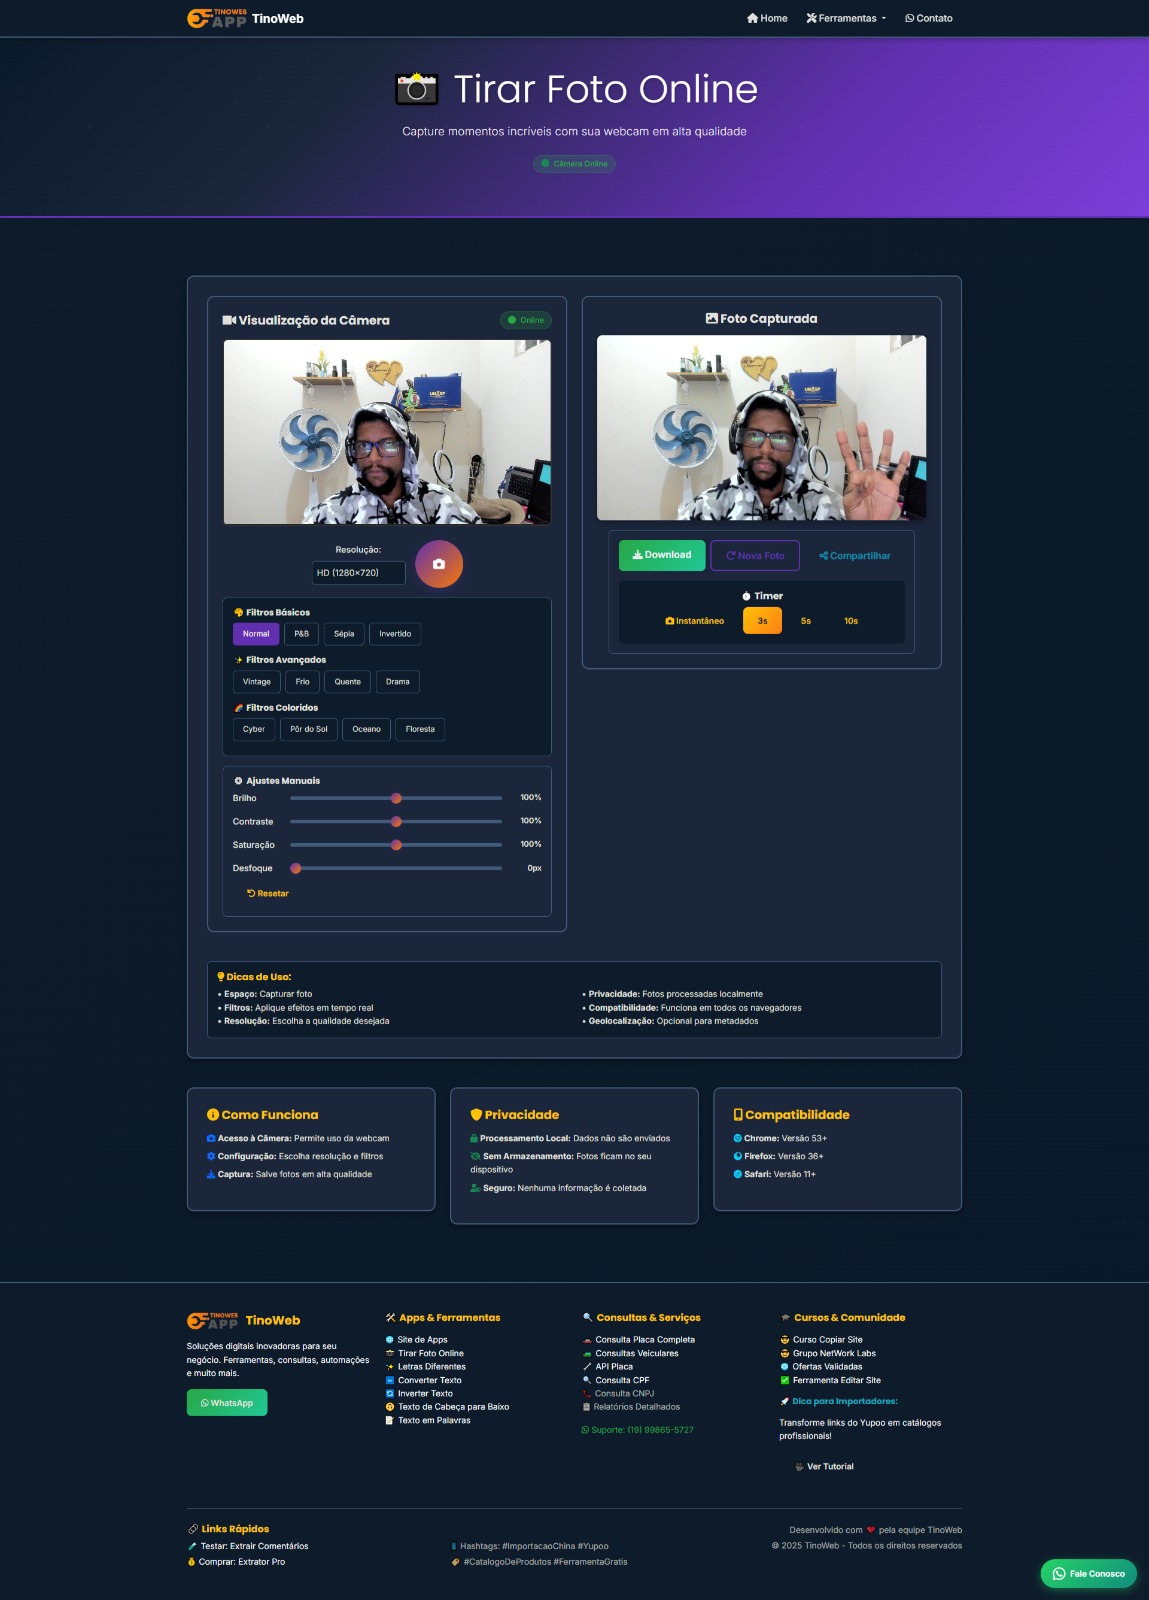 TINOWEB
APP
TinoWeb
Home
Ferramentas
Contato
Tirar Foto Online
Capture momentos incríveis com sua webcam em alta qualidade
Câmera Online
Visualização da Câmera
Online
Foto Capturada
UNASP
Resolução:
HD (1280×720)
Download
Nova Foto
Compartilhar
Timer
Instantâneo
3s
5s
10s
Filtros Básicos
Normal
P&B
Sépia
Invertido
Filtros Avançados
Vintage
Frio
Quente
Drama
Filtros Coloridos
Cyber
Pôr do Sol
Oceano
Floresta
Ajustes Manuais
Brilho
100%
Contraste
100%
Saturação
100%
Desfoque
0px
Resetar
Dicas de Uso:
• Espaço: Capturar foto
• Filtros: Aplique efeitos em tempo real
• Resolução: Escolha a qualidade desejada
• Privacidade: Fotos processadas localmente
• Compatibilidade: Funciona em todos os navegadores
• Geolocalização: Opcional para metadados
Como Funciona
Acesso à Câmera: Permite uso da webcam
Configuração: Escolha resolução e filtros
Captura: Salve fotos em alta qualidade
Privacidade
Processamento Local: Dados não são enviados
Sem Armazenamento: Fotos ficam no seu
dispositivo
Seguro: Nenhuma informação é coletada
Compatibilidade
Chrome: Versão 53+
Firefox: Versão 36+
Safari: Versão 11+
TINOWEB
APP
TinoWeb
Soluções digitais inovadoras para seu
negócio. Ferramentas, consultas, automações
e muito mais.
WhatsApp
Apps & Ferramentas
Site de Apps
Tirar Foto Online
Letras Diferentes
Converter Texto
Inverter Texto
Texto de Cabeça para Baixo
Texto em Palavras
Consultas & Serviços
Consulta Placa Completa
Consultas Veiculares
API Placa
Consulta CPF
Consulta CNPJ
Relatórios Detalhados
Suporte: (19) 99865-5727
Cursos & Comunidade
Curso Copiar Site
Grupo NetWork Labs
Ofertas Validadas
Ferramenta Editar Site
Dica para Importadores:
Transforme links do Yupoo em catálogos
profissionais!
Ver Tutorial
Links Rápidos
Testar: Extrair Comentários
Comprar: Extrator Pro
Hashtags: #ImportacaoChina #Yupoo
#CatalogoDeProdutos #FerramentaGratis
Desenvolvido com ❤ pela equipe TinoWeb
© 2025 TinoWeb - Todos os direitos reservados
Fale Conosco